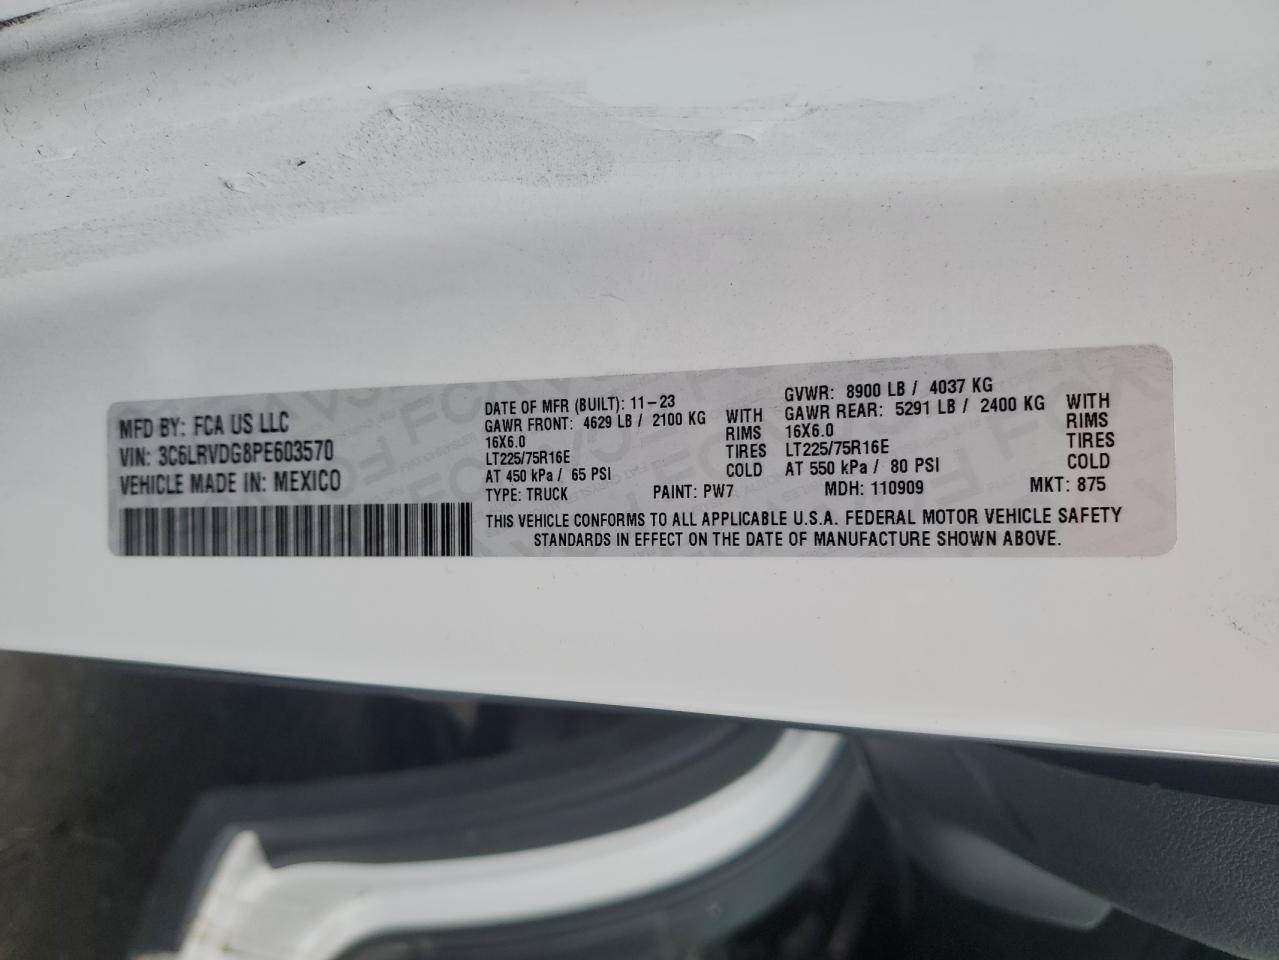 MFD BY: FCA US LLC
VIN: 3C6LRVDG8PE603570
VEHICLE MADE IN: MEXICO
DATE OF MFR (BUILT): 11-23
GAWR FRONT: 4629 LB / 2100 KG WITH
16X6.0 RIMS
LT225/75R16E TIRES
AT 450 kPa / 65 PSI COLD
GVWR: 8900 LB / 4037 KG
GAWR REAR: 5291 LB / 2400 KG WITH
16X6.0 RIMS
LT225/75R16E TIRES
AT 550 kPa / 80 PSI COLD
TYPE: TRUCK PAINT: PW7 MDH: 110909 MKT: 875
THIS VEHICLE CONFORMS TO ALL APPLICABLE U.S.A. FEDERAL MOTOR VEHICLE SAFETY
STANDARDS IN EFFECT ON THE DATE OF MANUFACTURE SHOWN ABOVE.